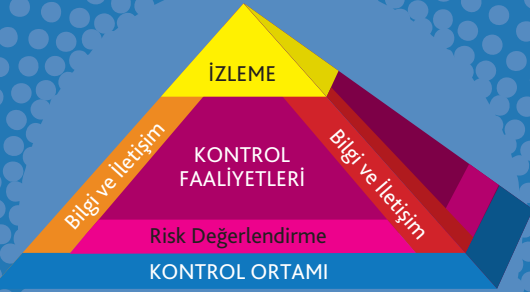 İZLEME
Bilgi ve İletişim
KONTROL
FAALİYETLERİ
Bilgi ve İletişim
Risk Değerlendirme
KONTROL ORTAMI